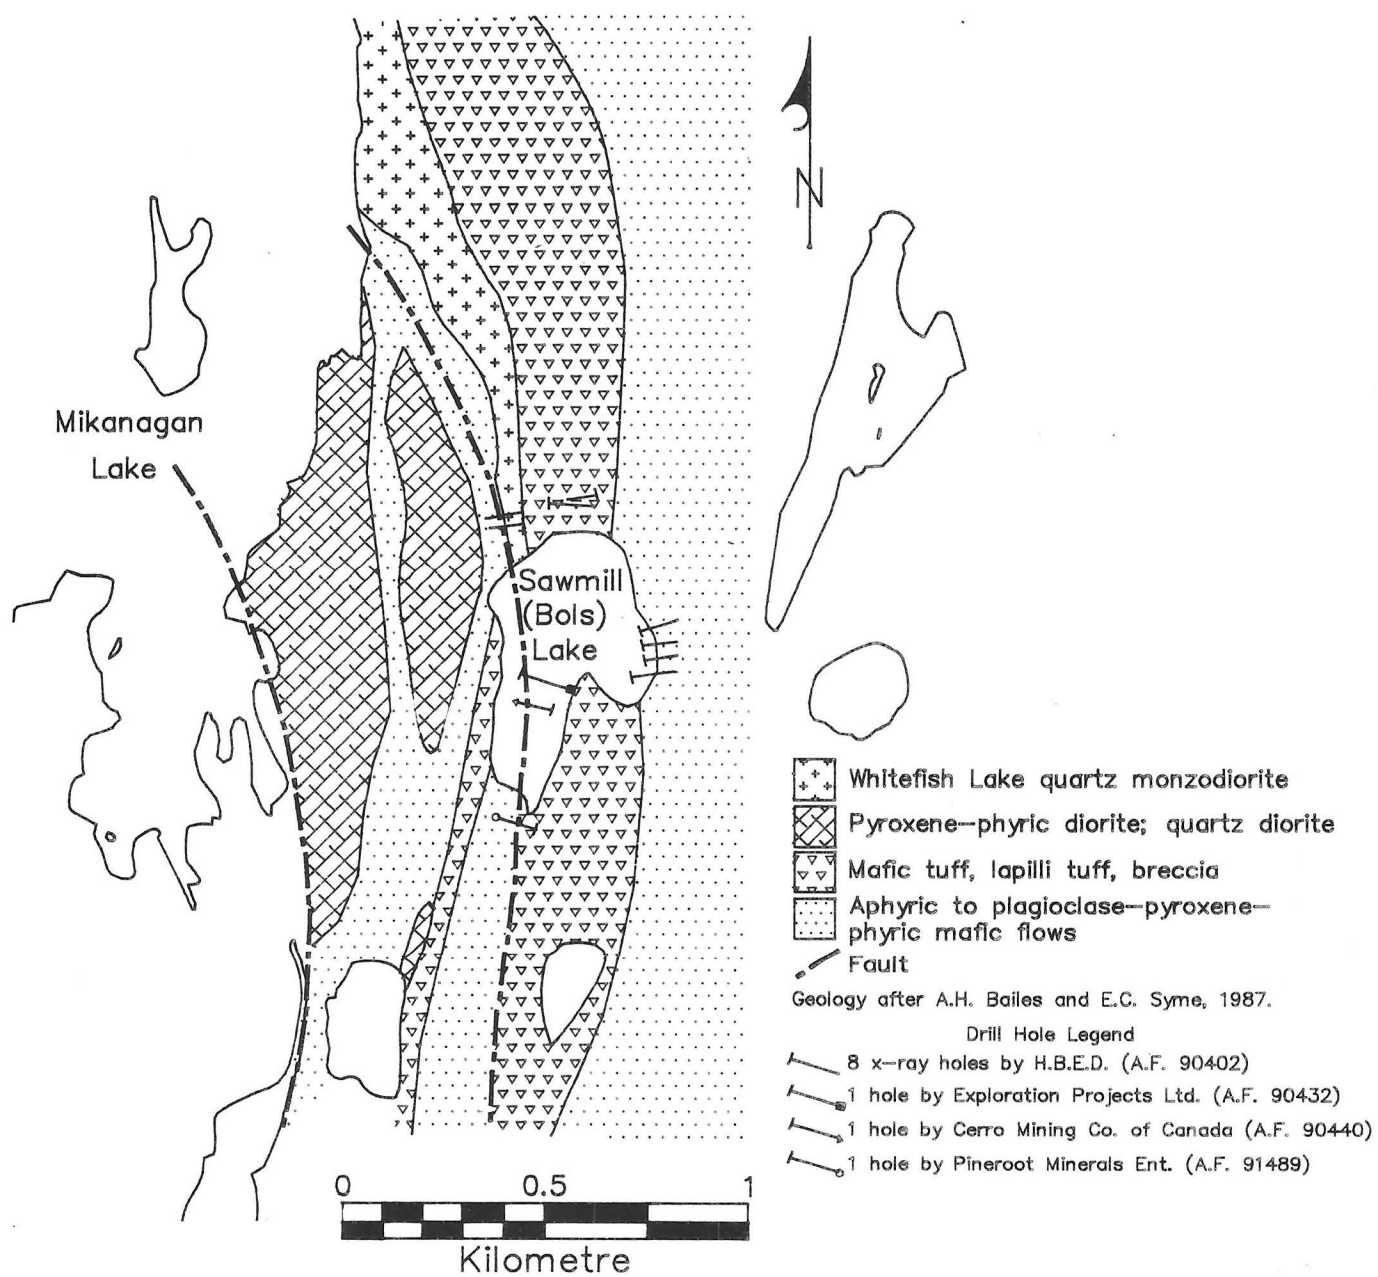 N
Mikanagan
Lake
Sawmill
(Bols)
Lake
Whitefish Lake quartz monzodiorite
Pyroxene—phyric diorite; quartz diorite
Mafic tuff, lapilli tuff, breccia
Aphyric to plagioclase—pyroxene—
phyric mafic flows
Fault
Geology after A.H. Bailes and E.C. Syme, 1987.
Drill Hole Legend
8 x—ray holes by H.B.E.D. (A.F. 90402)
1 hole by Exploration Projects Ltd. (A.F. 90432)
1 hole by Cerro Mining Co. of Canada (A.F. 90440)
1 hole by Pineroot Minerals Ent. (A.F. 91489)
0 0.5 1
Kilometre